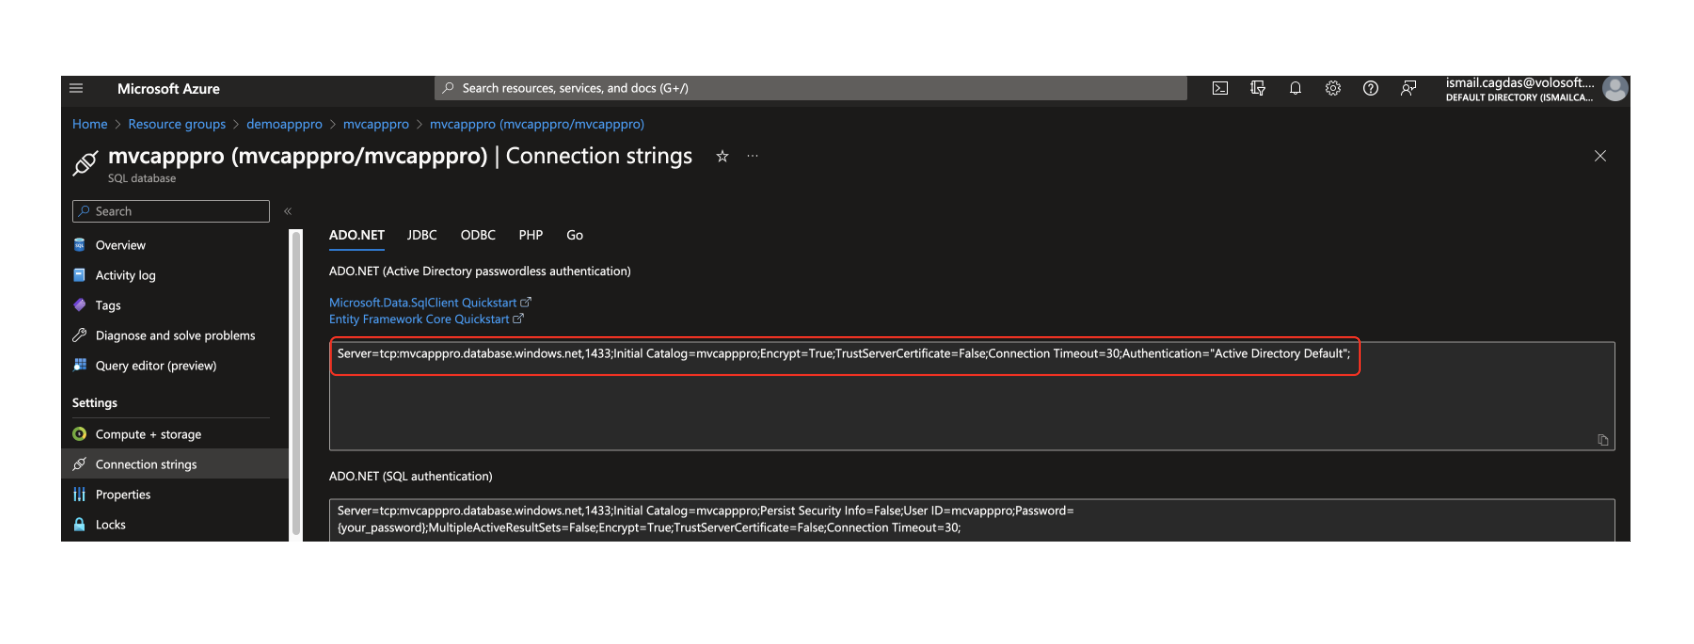 Microsoft Azure
Search resources, services, and docs (G+/)
ismail.cagdas@volosoft....
DEFAULT DIRECTORY (ISMAILCA...
Home > Resource groups > demoapppro > mvcapppro > mvcapppro (mvcapppro/mvcapppro)
mvcapppro (mvcapppro/mvcapppro) | Connection strings
SQL database
Search
Overview
Activity log
Tags
Diagnose and solve problems
Query editor (preview)
Settings
Compute + storage
Connection strings
Properties
Locks
ADO.NET JDBC ODBC PHP Go
ADO.NET (Active Directory passwordless authentication)
Microsoft.Data.SqlClient Quickstart
Entity Framework Core Quickstart
Server=tcp:mvcapppro.database.windows.net,1433;Initial Catalog=mvcapppro;Encrypt=True;TrustServerCertificate=False;Connection Timeout=30;Authentication="Active Directory Default";
ADO.NET (SQL authentication)
Server=tcp:mvcapppro.database.windows.net,1433;Initial Catalog=mvcapppro;Persist Security Info=False;User ID=mcvapppro;Password=
{your_password};MultipleActiveResultSets=False;Encrypt=True;TrustServerCertificate=False;Connection Timeout=30;